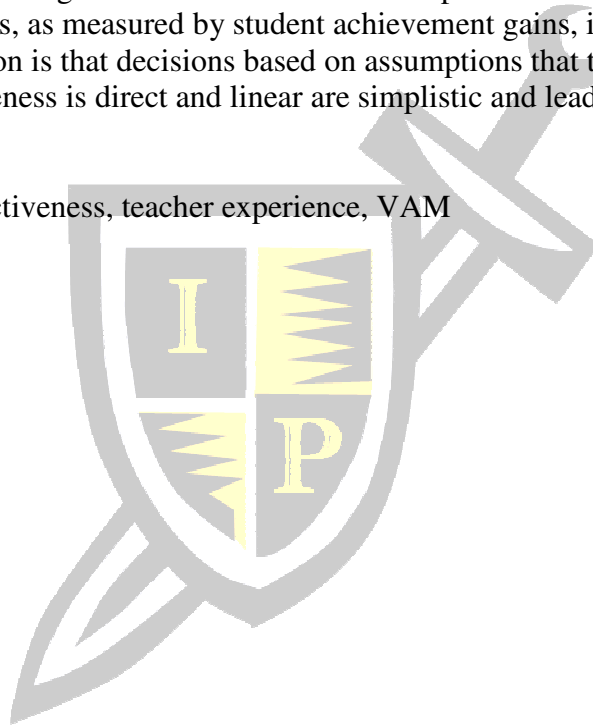 s, as measured by student achievement gains, i
on is that decisions based on assumptions that t
eness is direct and linear are simplistic and lead
ctiveness, teacher experience, VAM
I
P